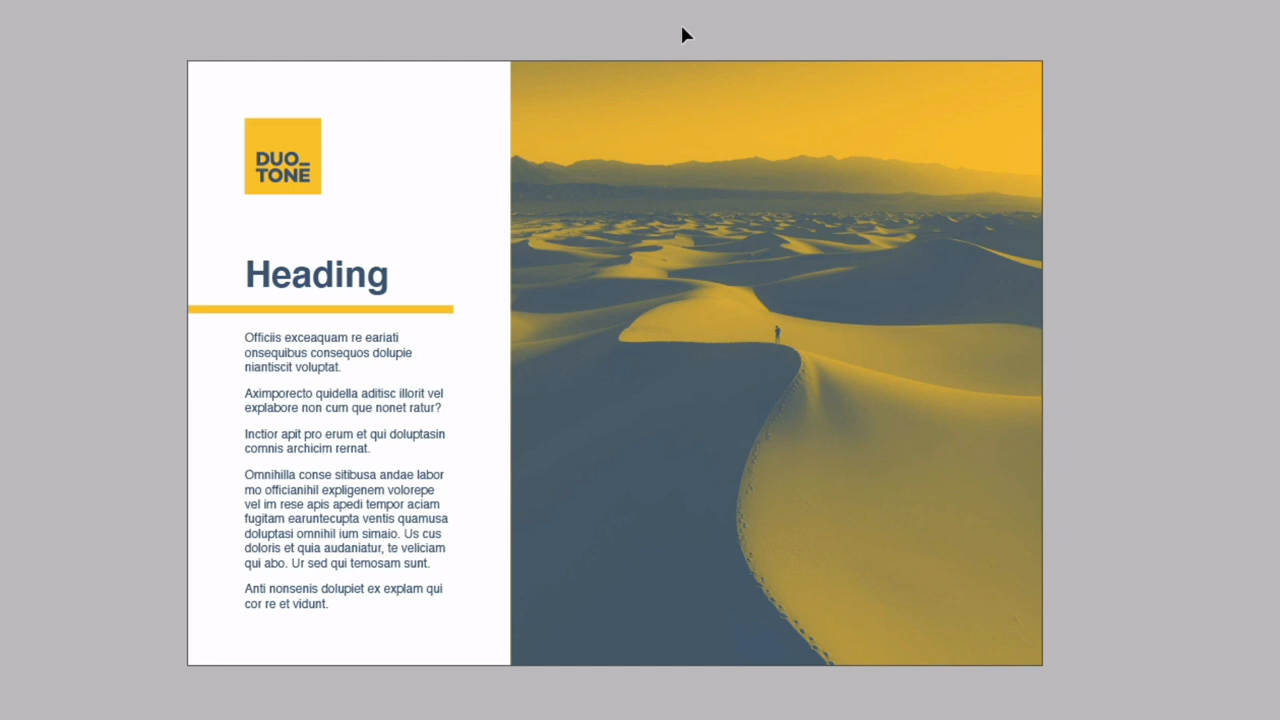 DUO_
TONE
Heading
Officiis exceaquam re eariati
onsequibus consequos dolupie
niantiscit voluptat.
Aximporecto quidella aditisc illorit vel
explabore non cum que nonet ratur?
Inctior apit pro erum et qui doluptasin
comnis archicim rernat.
Omnihilla conse sitibusa andae labor
mo officianihil expligenem volorepe
vel im rese apis apedi tempor aciam
fugitam earuntecupta ventis quamusa
doluptasi omnihil ium simaio. Us cus
doloris et quia audaniatur, te veliciam
qui abo. Ur sed qui temosam sunt.
Anti nonsenis dolupiet ex explam qui
cor re et vidunt.